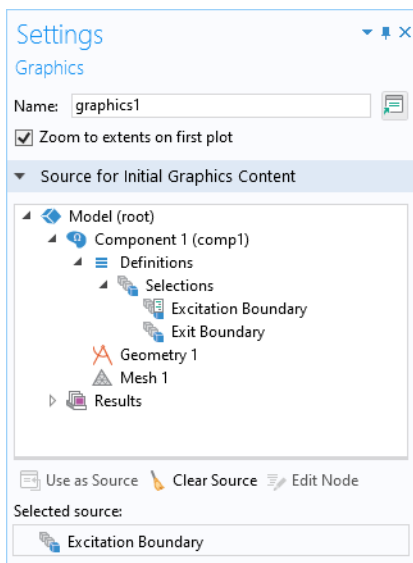 Settings
Graphics
Name: graphics1
Zoom to extents on first plot
Source for Initial Graphics Content
Model (root)
Component 1 (comp1)
Definitions
Selections
Excitation Boundary
Exit Boundary
Geometry 1
Mesh 1
Results
Use as Source Clear Source Edit Node
Selected source:
Excitation Boundary